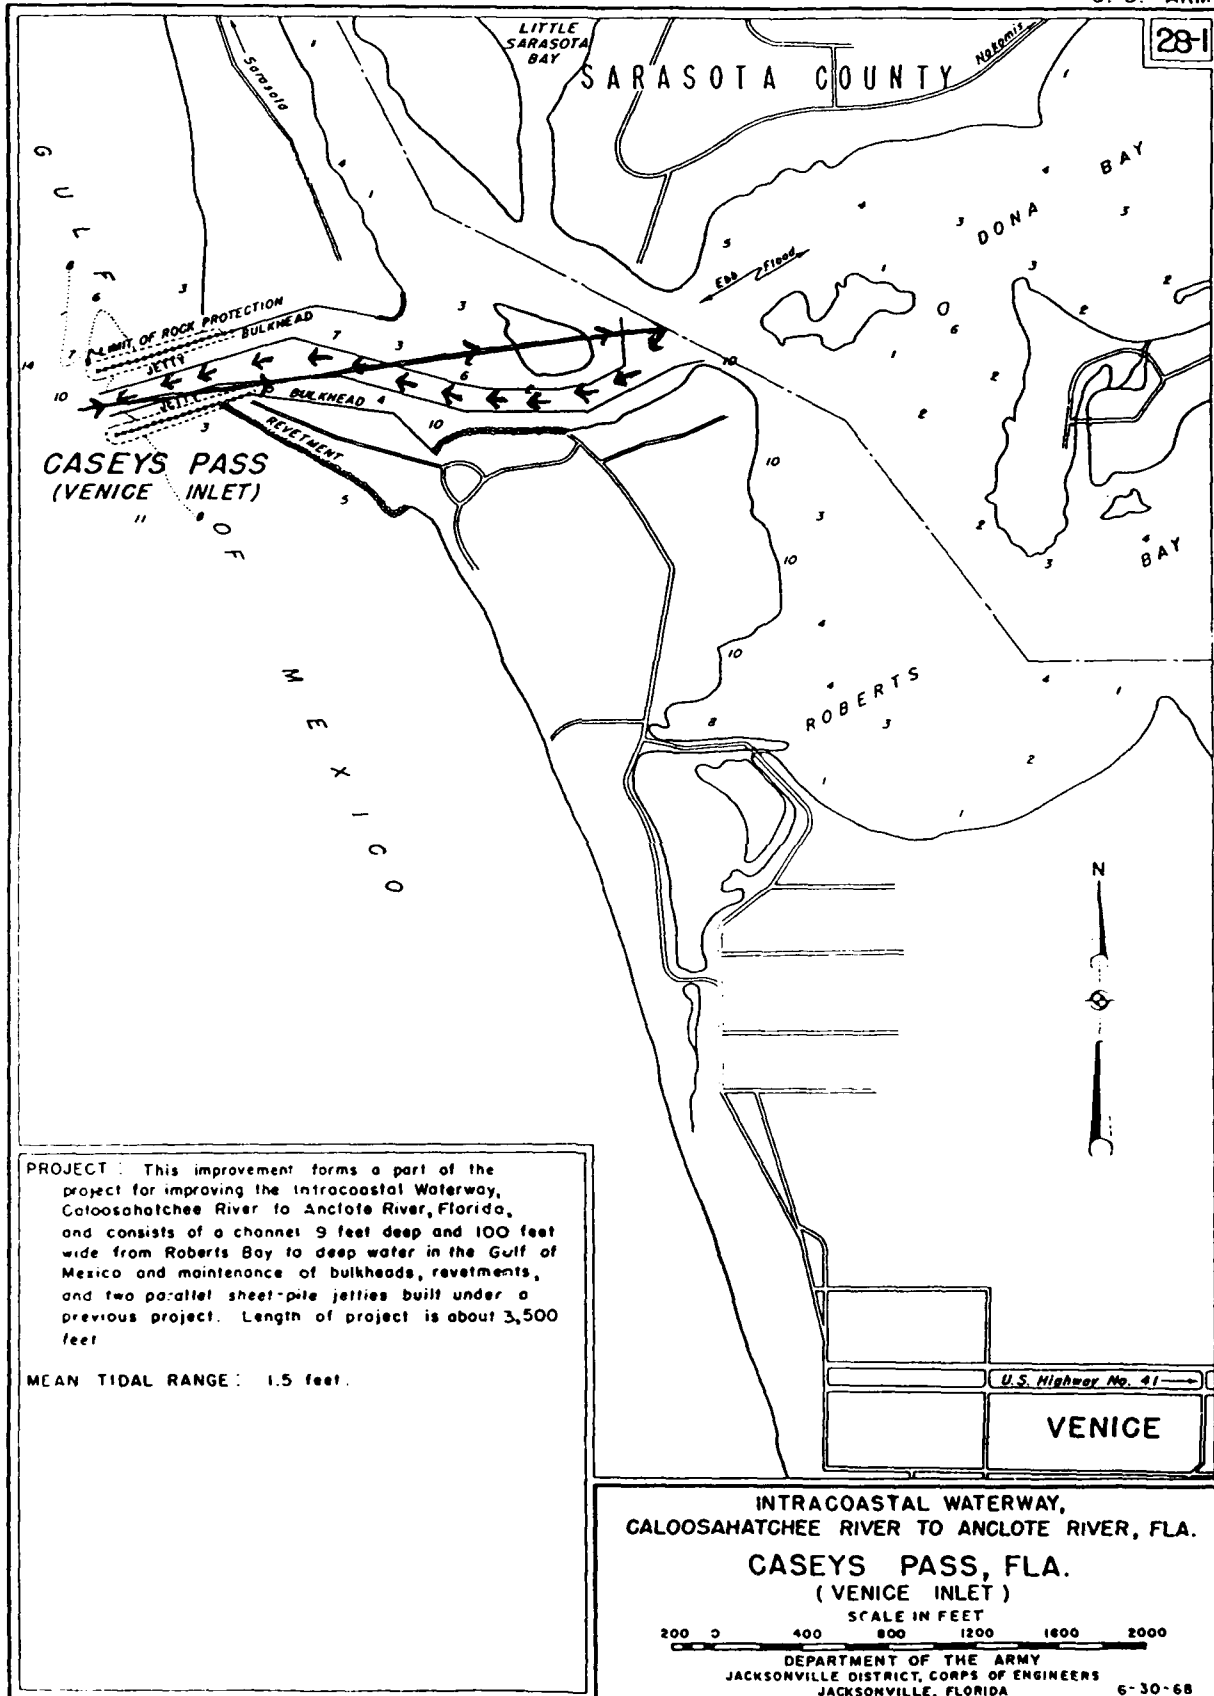 U. S. ARM
28-1
LITTLE
SARASOTA
BAY
SARASOTA COUNTY
Nokomis
Sarasota
GULF
OF
MEXICO
DONA BAY
Ebb
Flood
LIMIT OF ROCK PROTECTION
BULKHEAD
JETTY
JETTY
BULKHEAD
REVETMENT
CASEYS PASS
(VENICE INLET)
ROBERTS BAY
N
PROJECT : This improvement forms a part of the
project for improving the Intracoastal Waterway,
Caloosahatchee River to Anclote River, Florida,
and consists of a channel 9 feet deep and 100 feet
wide from Roberts Bay to deep water in the Gulf of
Mexico and maintenance of bulkheads, revetments,
and two parallel sheet-pile jetties built under a
previous project. Length of project is about 3,500
feet
MEAN TIDAL RANGE : 1.5 feet.
U.S. Highway No. 41
VENICE
INTRACOASTAL WATERWAY,
CALOOSAHATCHEE RIVER TO ANCLOTE RIVER, FLA.
CASEYS PASS, FLA.
(VENICE INLET)
SCALE IN FEET
200 0 400 800 1200 1600 2000
DEPARTMENT OF THE ARMY
JACKSONVILLE DISTRICT, CORPS OF ENGINEERS
JACKSONVILLE, FLORIDA 6-30-68